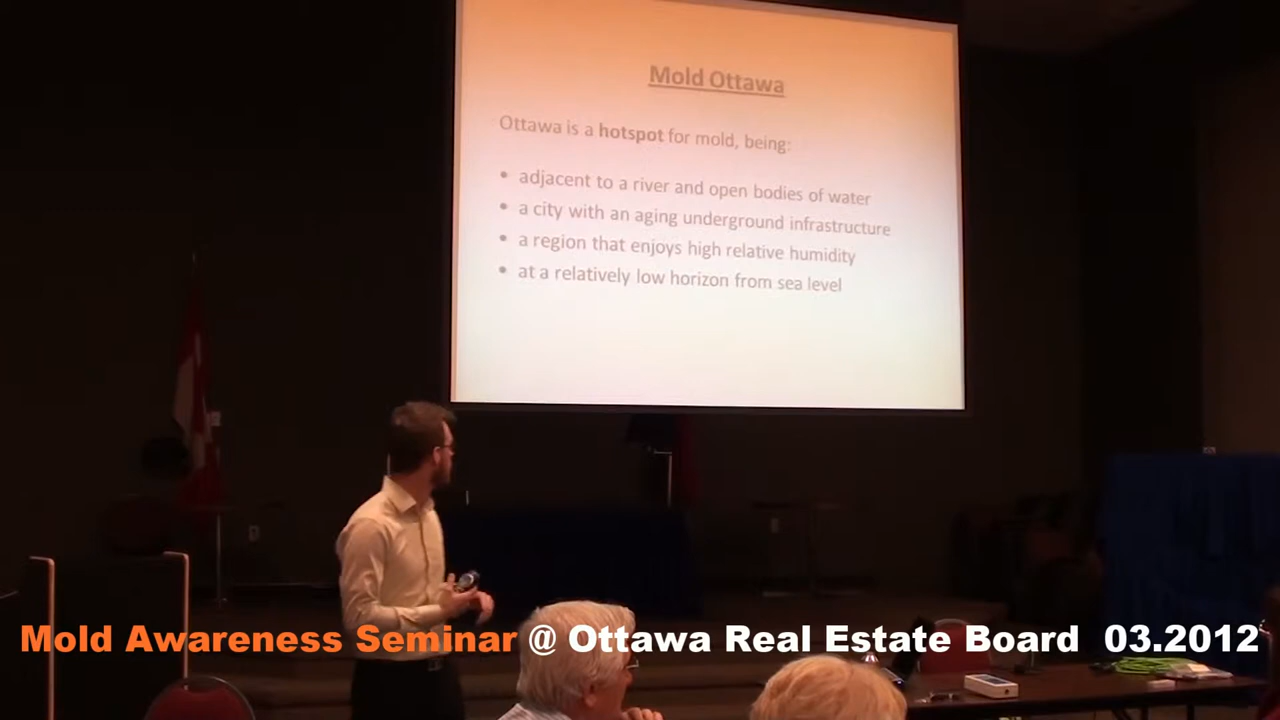 Mold Ottawa
Ottawa is a hotspot for mold, being:
• adjacent to a river and open bodies of water
• a city with an aging underground infrastructure
• a region that enjoys high relative humidity
• at a relatively low horizon from sea level
Mold Awareness Seminar @ Ottawa Real Estate Board 03.2012